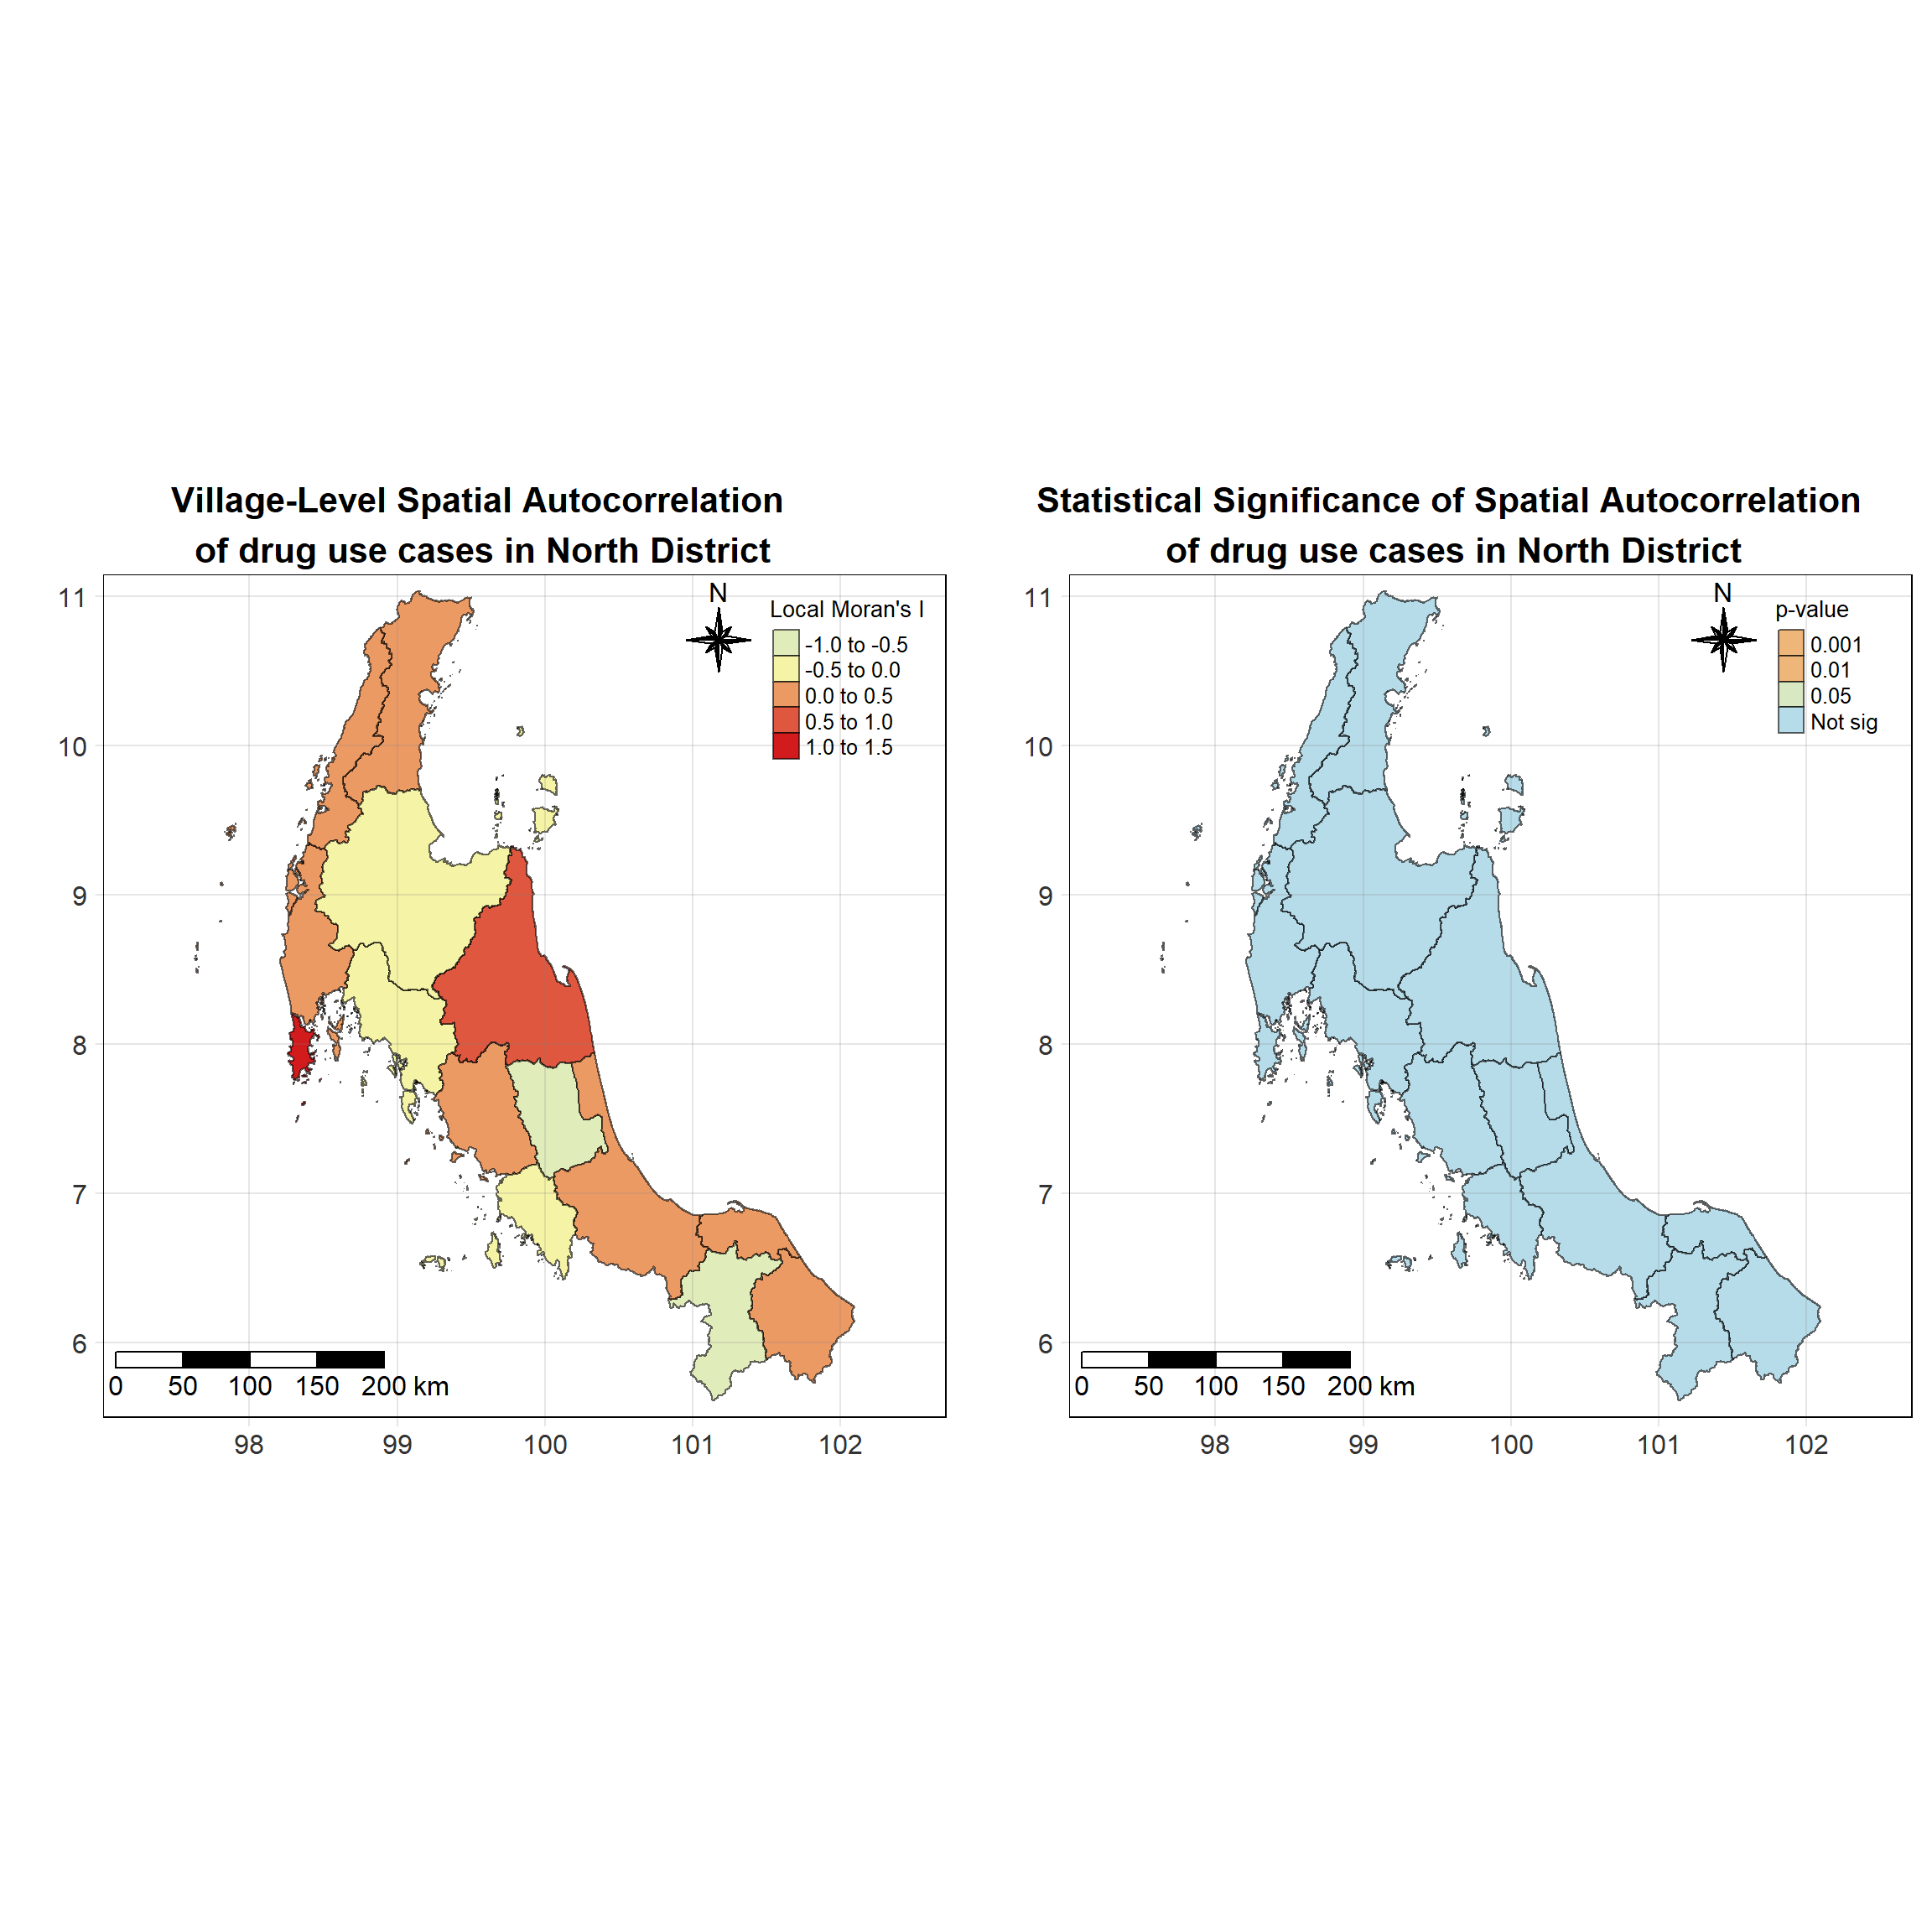 Village-Level Spatial Autocorrelation
of drug use cases in North District
N
Local Moran's I
-1.0 to -0.5
-0.5 to 0.0
0.0 to 0.5
0.5 to 1.0
1.0 to 1.5
11
10
9
8
7
6
0 50 100 150 200 km
98 99 100 101 102
Statistical Significance of Spatial Autocorrelation
of drug use cases in North District
N
p-value
0.001
0.01
0.05
Not sig
11
10
9
8
7
6
0 50 100 150 200 km
98 99 100 101 102